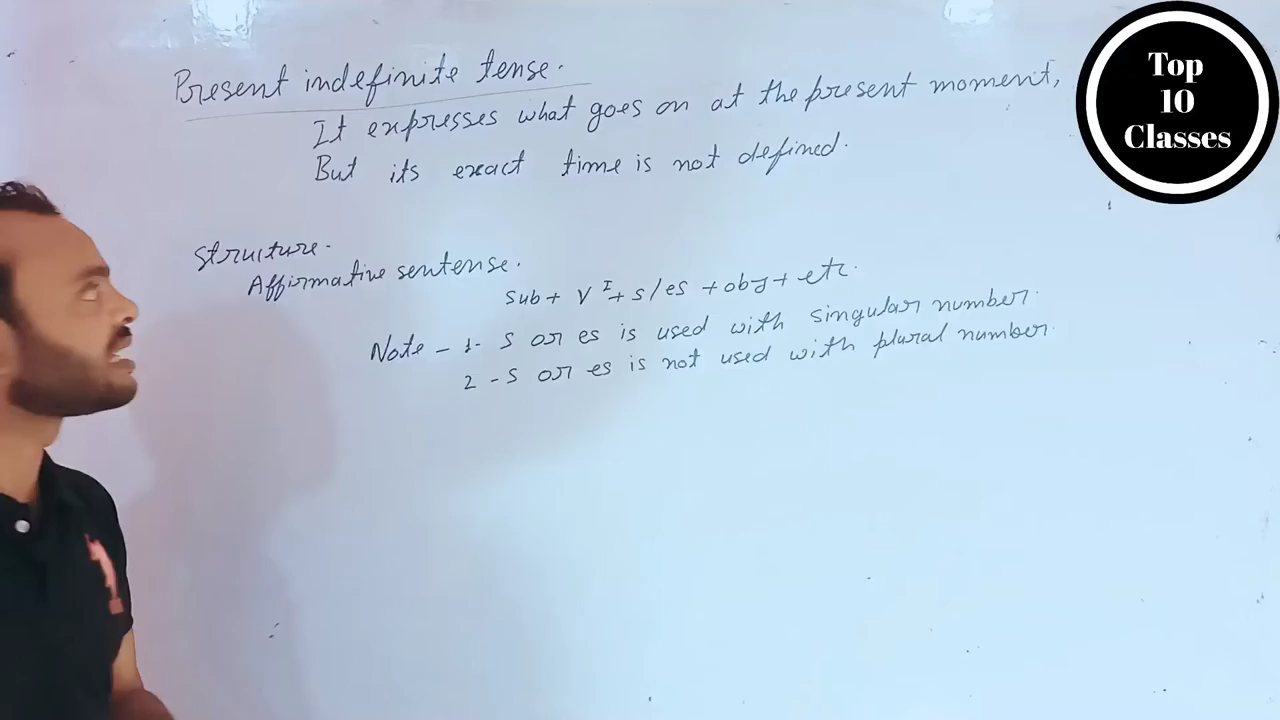 Present indefinite tense.
It expresses what goes on at the present moment,
But its exact time is not defined.
Structure.
Affirmative sentense.
sub + V I + s/es + obj + etc.
Note - 1- S or es is used with singular number.
2 - S or es is not used with plural number.
Top
10
Classes